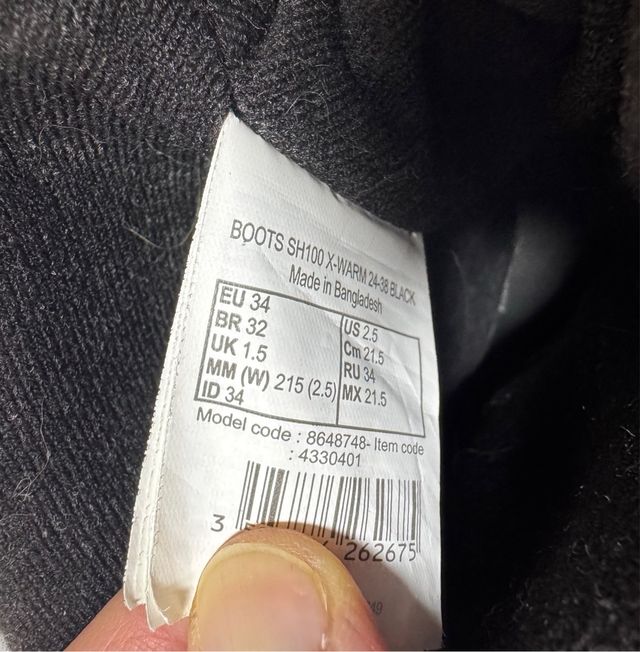 BOOTS SH100 X-WARM 24-38 BLACK
Made in Bangladesh
EU 34
BR 32
UK 1.5
MM (W) 215 (2.5)
ID 34
US 2.5
Cm 21.5
RU 34
MX 21.5
Model code : 8648748- Item code
: 4330401
3 262675